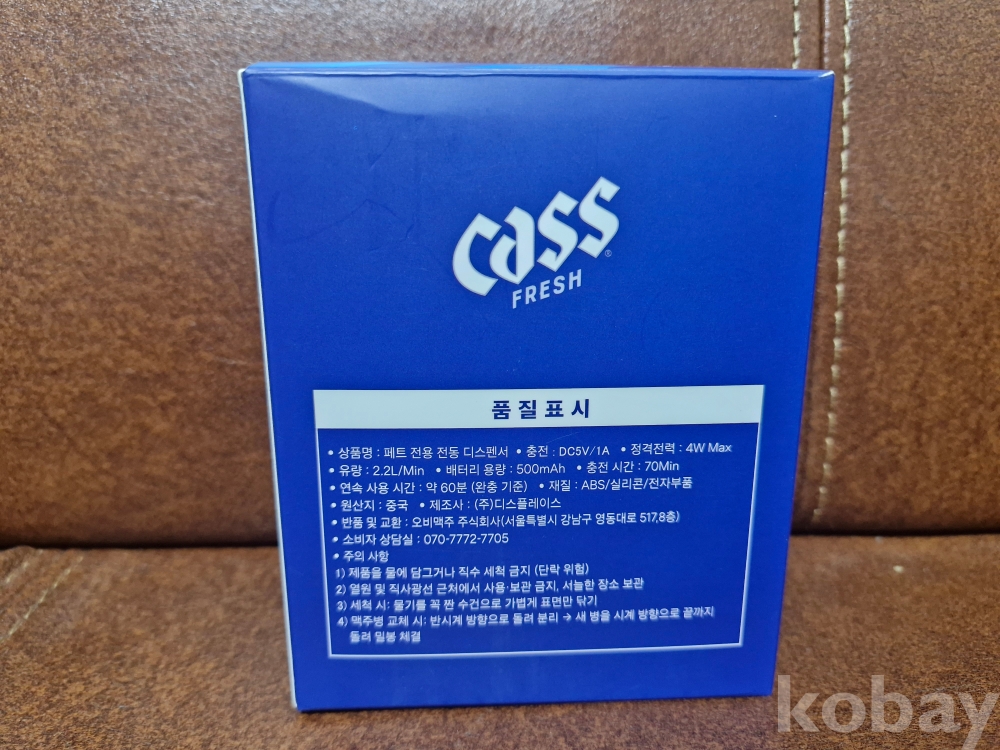 cass
FRESH
®
품질표시
• 상품명 : 페트 전용 전동 디스펜서 • 충전 : DC5V/1A • 정격전력 : 4W Max
• 유량 : 2.2L/Min • 배터리 용량 : 500mAh • 충전 시간 : 70Min
• 연속 사용 시간 : 약 60분 (완충 기준) • 재질 : ABS/실리콘/전자부품
• 원산지 : 중국 • 제조사 : (주)디스플레이스
• 반품 및 교환 : 오비맥주 주식회사(서울특별시 강남구 영동대로 517,8층)
• 소비자 상담실 : 070-7772-7705
• 주의 사항
1) 제품을 물에 담그거나 직수 세척 금지 (단락 위험)
2) 열원 및 직사광선 근처에서 사용·보관 금지, 서늘한 장소 보관
3) 세척 시: 물기를 꼭 짠 수건으로 가볍게 표면만 닦기
4) 맥주병 교체 시: 반시계 방향으로 돌려 분리 → 새 병을 시계 방향으로 끝까지
돌려 밀봉 체결
kobay